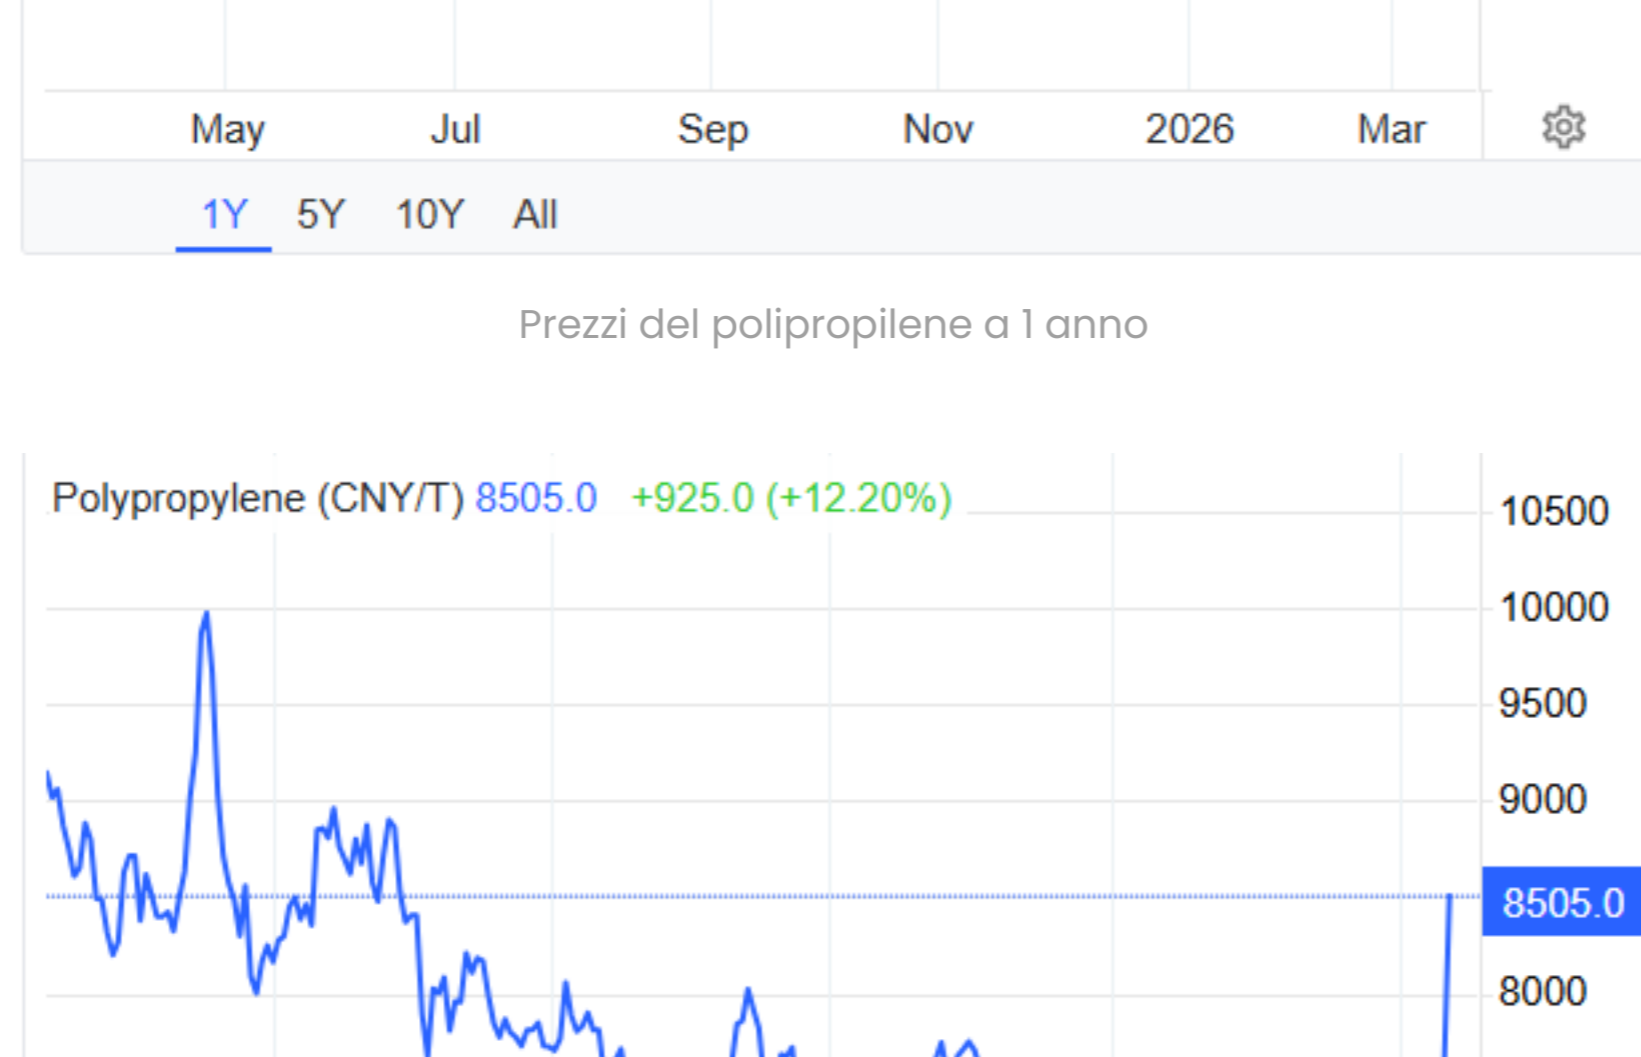 May Jul Sep Nov 2026 Mar
1Y 5Y 10Y All
Prezzi del polipropilene a 1 anno
Polypropylene (CNY/T) 8505.0 +925.0 (+12.20%)
10500
10000
9500
9000
8505.0
8000